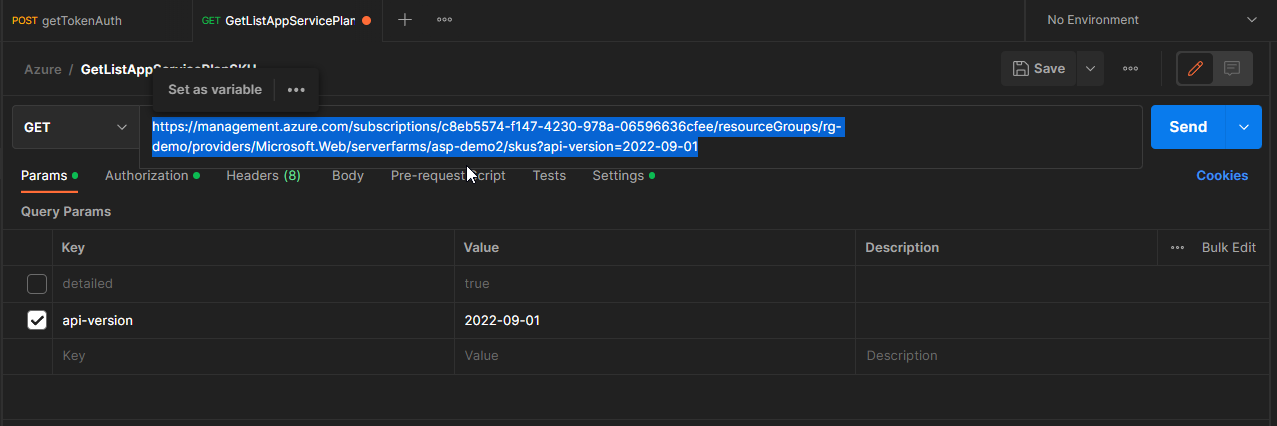 POST getTokenAuth
GET GetListAppServicePlan
No Environment
Azure / GetListAppServicePlanSKU
Save
Set as variable
GET
https://management.azure.com/subscriptions/c8eb5574-f147-4230-978a-06596636cfee/resourceGroups/rg-
demo/providers/Microsoft.Web/serverfarms/asp-demo2/skus?api-version=2022-09-01
Send
Params Authorization Headers (8) Body Pre-request Script Tests Settings Cookies
Query Params
Key Value Description Bulk Edit
detailed true
api-version 2022-09-01
Key Value Description